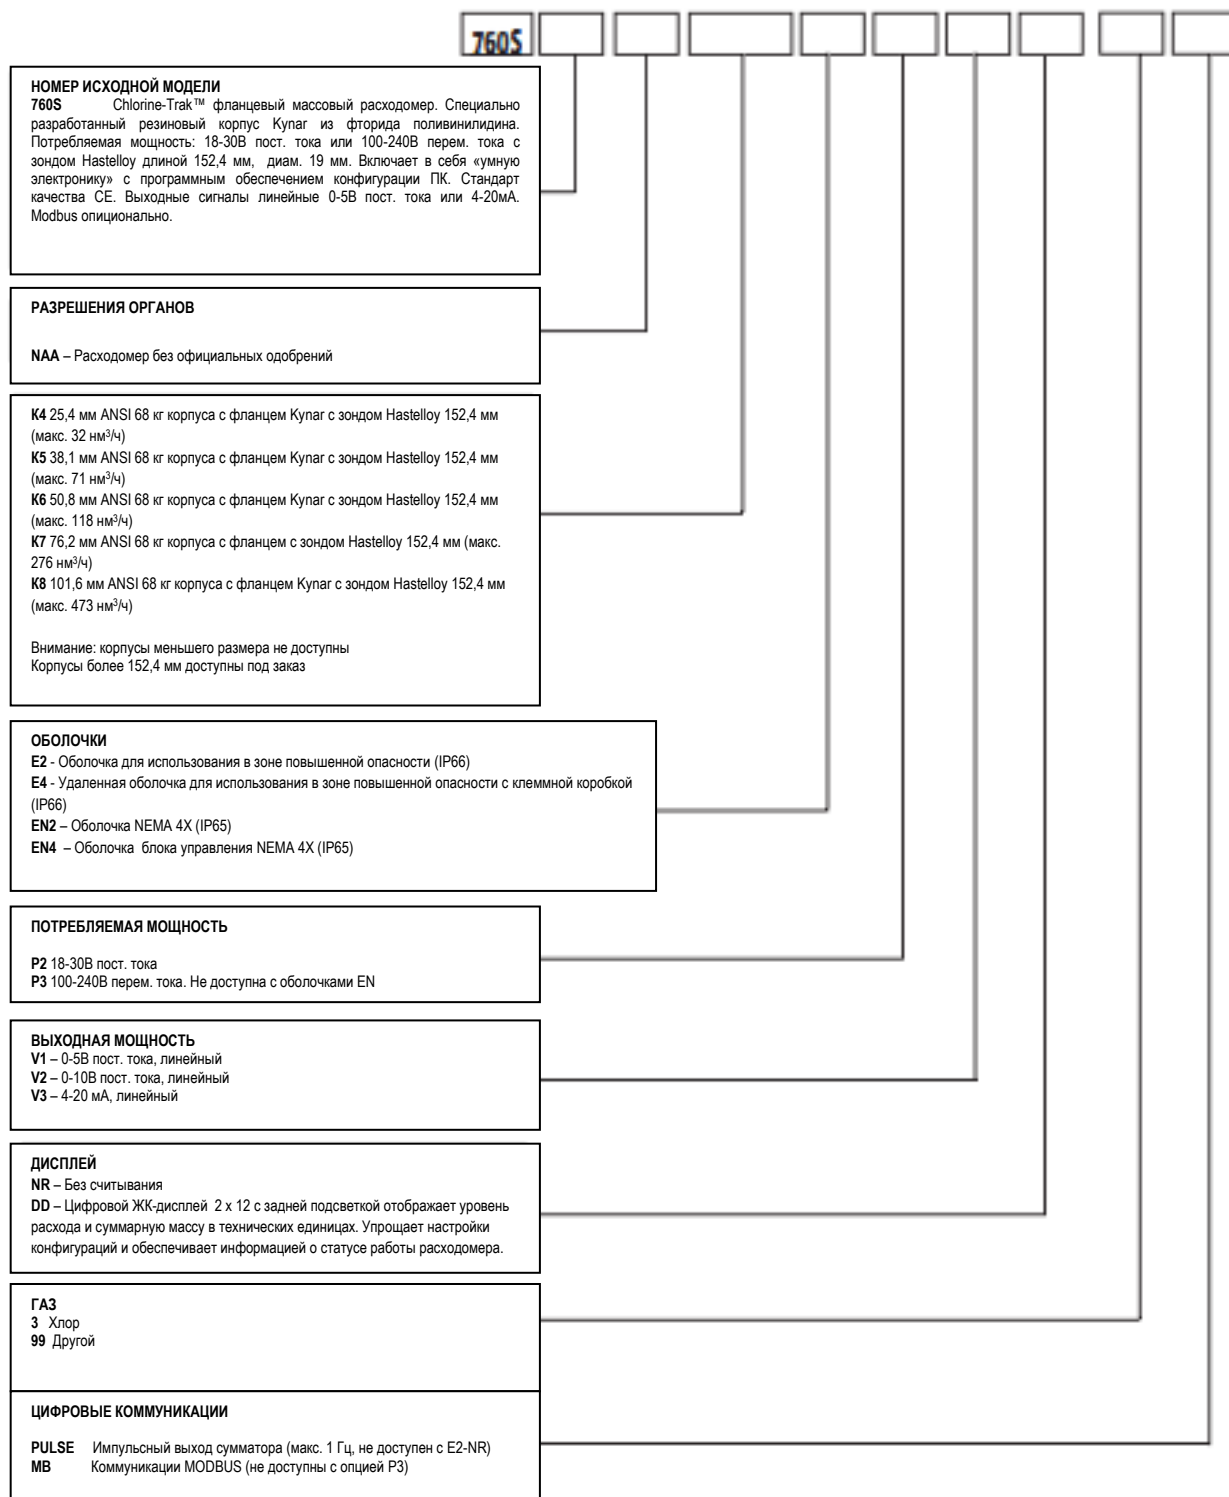 760S
НОМЕР ИСХОДНОЙ МОДЕЛИ
760S Chlorine-Trak™ фланцевый массовый расходомер. Специально
разработанный резиновый корпус Kynar из фторида поливинилидина.
Потребляемая мощность: 18-30В пост. тока или 100-240В перем. тока с
зондом Hastelloy длиной 152,4 мм, диам. 19 мм. Включает в себя «умную
электронику» с программным обеспечением конфигурации ПК. Стандарт
качества CE. Выходные сигналы линейные 0-5В пост. тока или 4-20мА.
Modbus опиционально.
РАЗРЕШЕНИЯ ОРГАНОВ
NAA – Расходомер без официальных одобрений
K4 25,4 мм ANSI 68 кг корпуса с фланцем Kynar с зондом Hastelloy 152,4 мм
(макс. 32 нм³/ч)
K5 38,1 мм ANSI 68 кг корпуса с фланцем Kynar с зондом Hastelloy 152,4 мм
(макс. 71 нм³/ч)
K6 50,8 мм ANSI 68 кг корпуса с фланцем Kynar с зондом Hastelloy 152,4 мм
(макс. 118 нм³/ч)
K7 76,2 мм ANSI 68 кг корпуса с фланцем с зондом Hastelloy 152,4 мм (макс.
276 нм³/ч)
K8 101,6 мм ANSI 68 кг корпуса с фланцем Kynar с зондом Hastelloy 152,4 мм
(макс. 473 нм³/ч)
Внимание: корпусы меньшего размера не доступны
Корпусы более 152,4 мм доступны под заказ
ОБОЛОЧКИ
E2 - Оболочка для использования в зоне повышенной опасности (IP66)
E4 - Удаленная оболочка для использования в зоне повышенной опасности с клеммной коробкой
(IP66)
EN2 – Оболочка NEMA 4X (IP65)
EN4 – Оболочка блока управления NEMA 4X (IP65)
ПОТРЕБЛЯЕМАЯ МОЩНОСТЬ
P2 18-30В пост. тока
P3 100-240В перем. тока. Не доступна с оболочками EN
ВЫХОДНАЯ МОЩНОСТЬ
V1 – 0-5В пост. тока, линейный
V2 – 0-10В пост. тока, линейный
V3 – 4-20 мА, линейный
ДИСПЛЕЙ
NR – Без считывания
DD – Цифровой ЖК-дисплей 2 x 12 с задней подсветкой отображает уровень
расхода и суммарную массу в технических единицах. Упрощает настройки
конфигураций и обеспечивает информацией о статусе работы расходомера.
ГАЗ
3 Хлор
99 Другой
ЦИФРОВЫЕ КОММУНИКАЦИИ
PULSE Импульсный выход сумматора (макс. 1 Гц, не доступен с E2-NR)
MB Коммуникации MODBUS (не доступны с опцией P3)